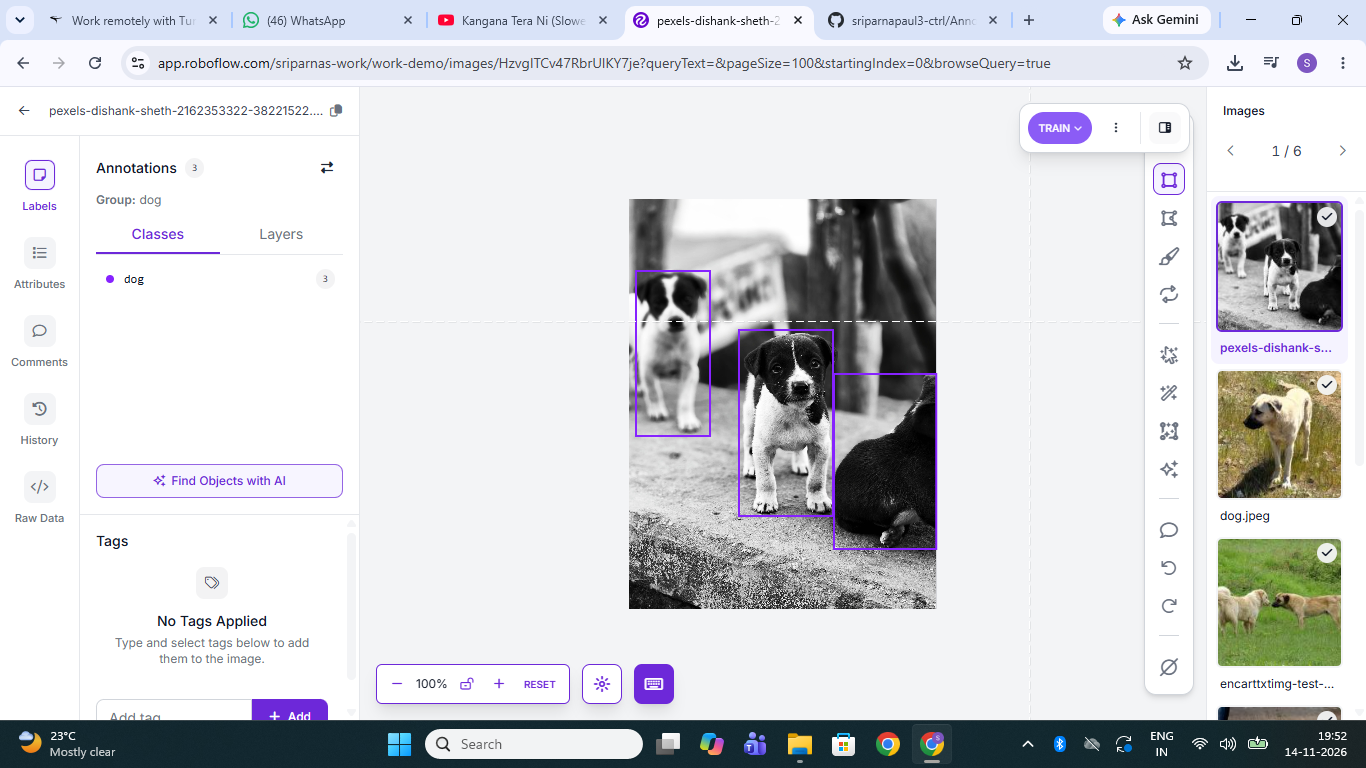 Work remotely with Tur
(46) WhatsApp
Kangana Tera Ni (Slowe
pexels-dishank-sheth-2
sriparnapaul3-ctrl/Anno
Ask Gemini
app.roboflow.com/sriparnas-work/work-demo/images/HzvgITCv47RbrUIKY7je?queryText=&pageSize=100&startingIndex=0&browseQuery=true
S
pexels-dishank-sheth-2162353322-38221522....
TRAIN
Images
1 / 6
Labels
Attributes
Comments
History
Raw Data
Annotations 3
Group: dog
Classes
Layers
dog 3
Find Objects with AI
Tags
No Tags Applied
Type and select tags below to add
them to the image.
Add tag
+ Add
100%
RESET
pexels-dishank-s...
dog.jpeg
encarttxtimg-test-...
23°C
Mostly clear
Search
ENG
IN
19:52
14-11-2026